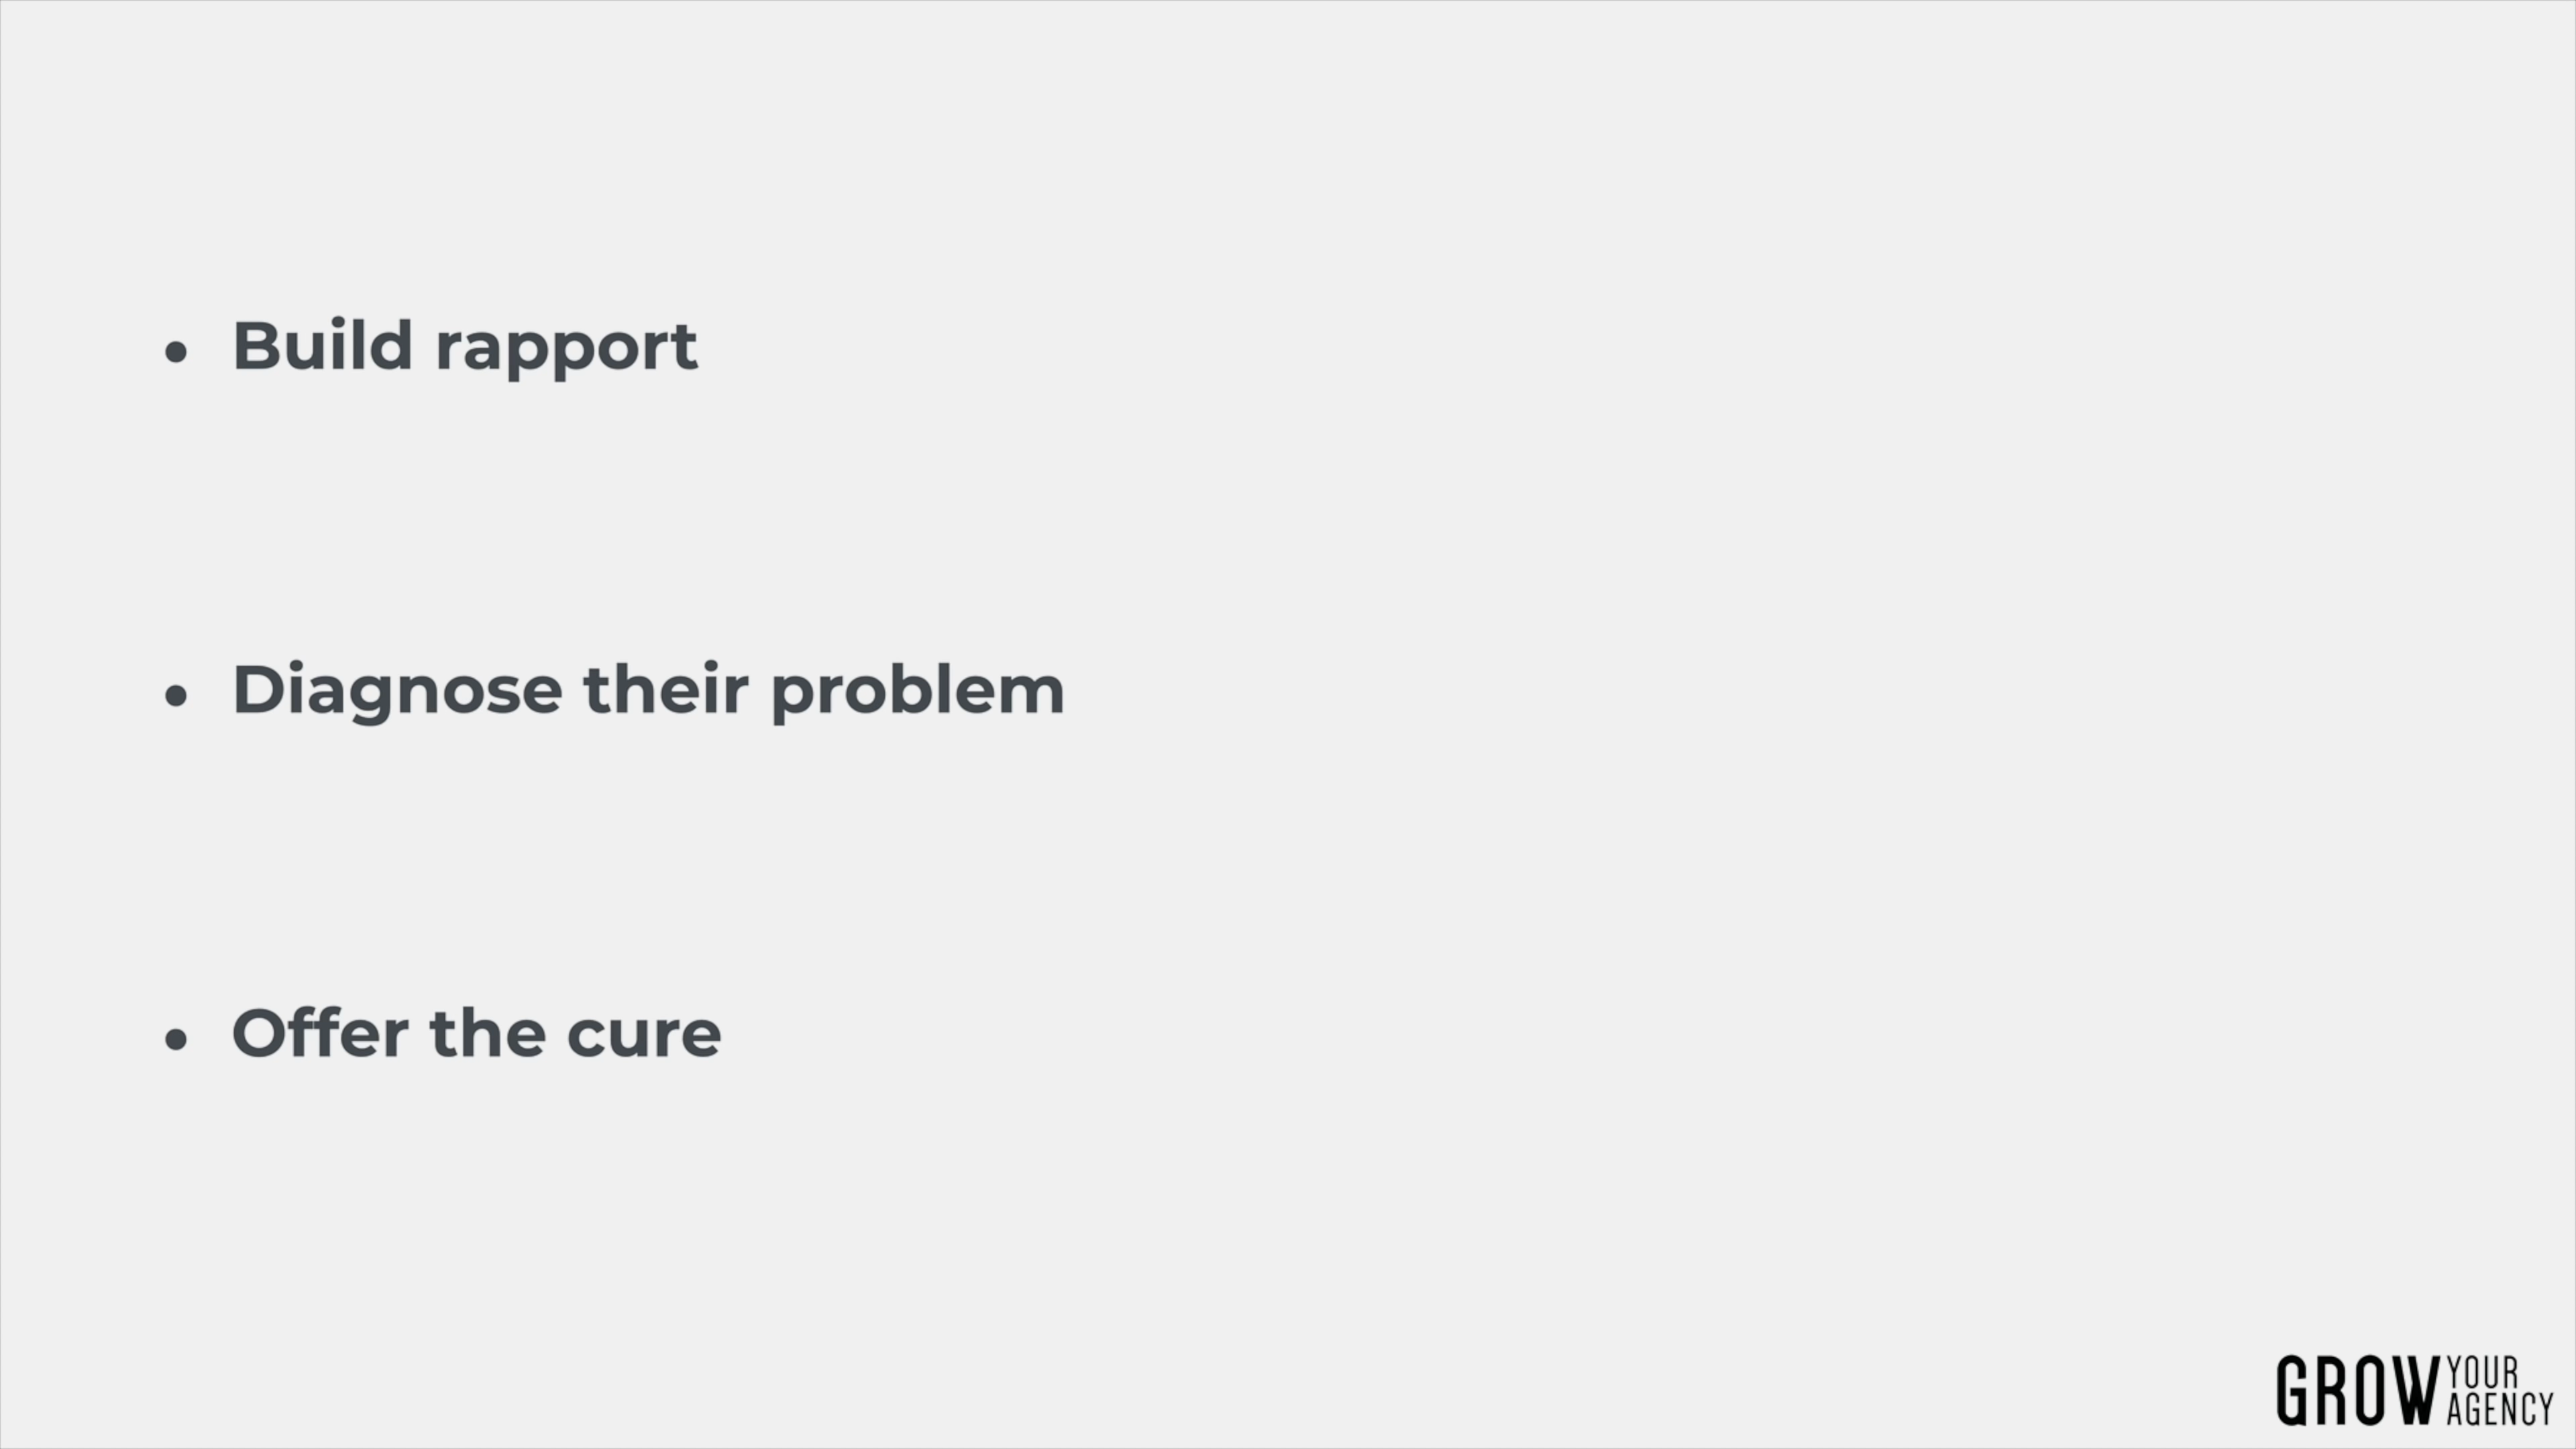 • Build rapport
• Diagnose their problem
• Offer the cure
GROW YOUR AGENCY